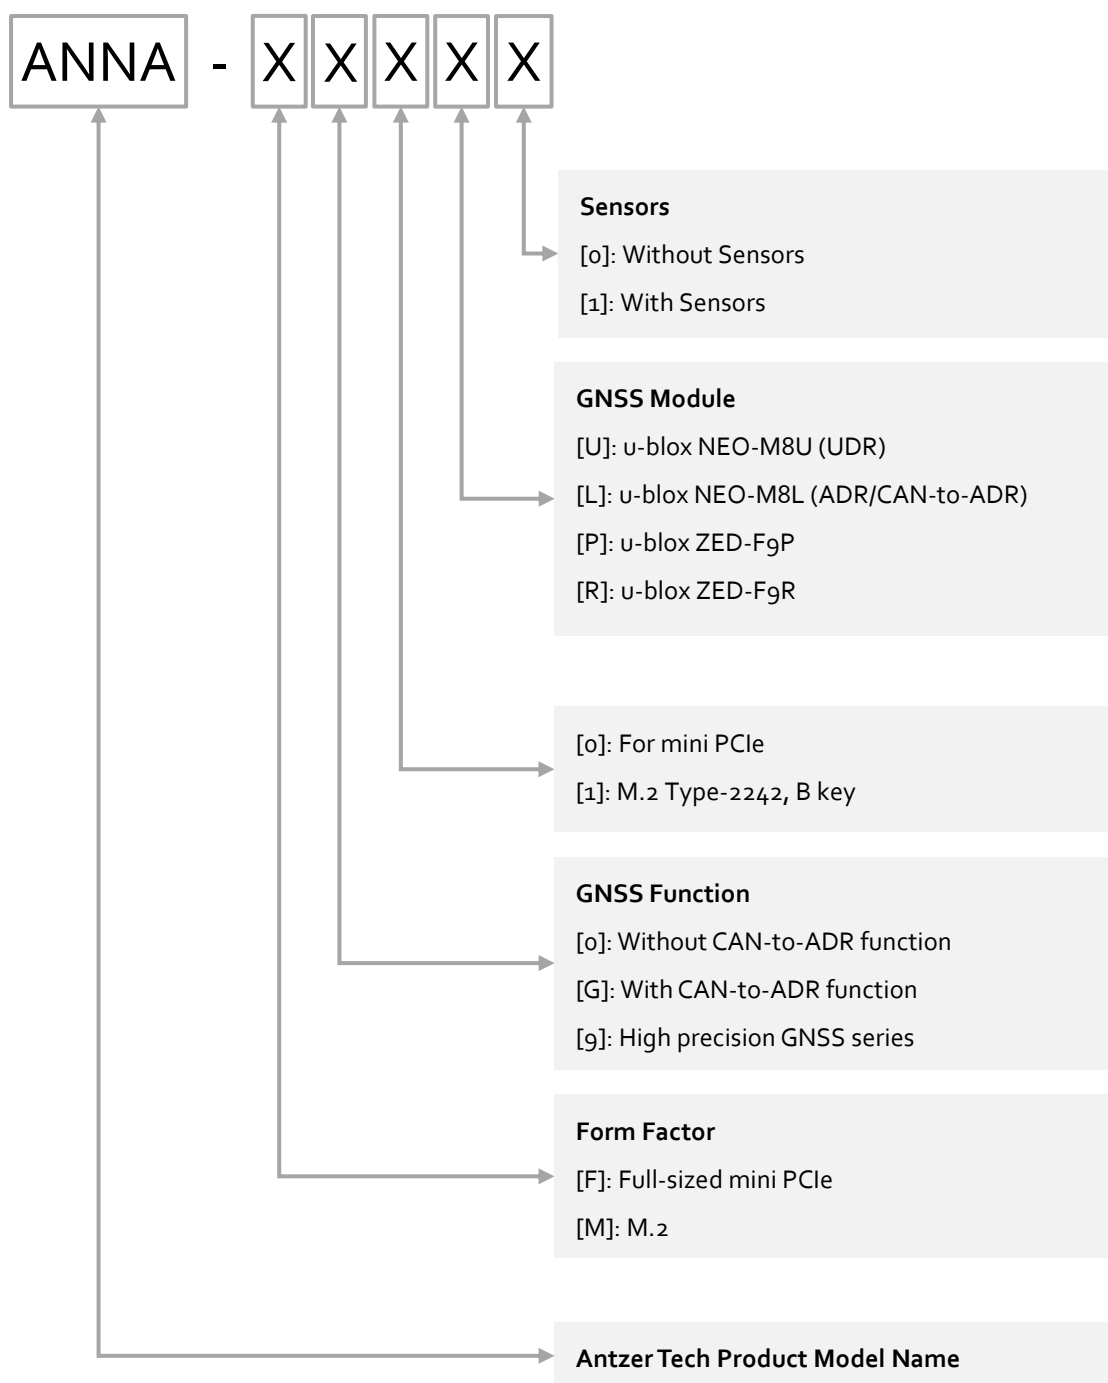 ANNA - X X X X X
Sensors
[0]: Without Sensors
[1]: With Sensors
GNSS Module
[U]: u-blox NEO-M8U (UDR)
[L]: u-blox NEO-M8L (ADR/CAN-to-ADR)
[P]: u-blox ZED-F9P
[R]: u-blox ZED-F9R
[0]: For mini PCIe
[1]: M.2 Type-2242, B key
GNSS Function
[0]: Without CAN-to-ADR function
[G]: With CAN-to-ADR function
[9]: High precision GNSS series
Form Factor
[F]: Full-sized mini PCIe
[M]: M.2
Antzer Tech Product Model Name